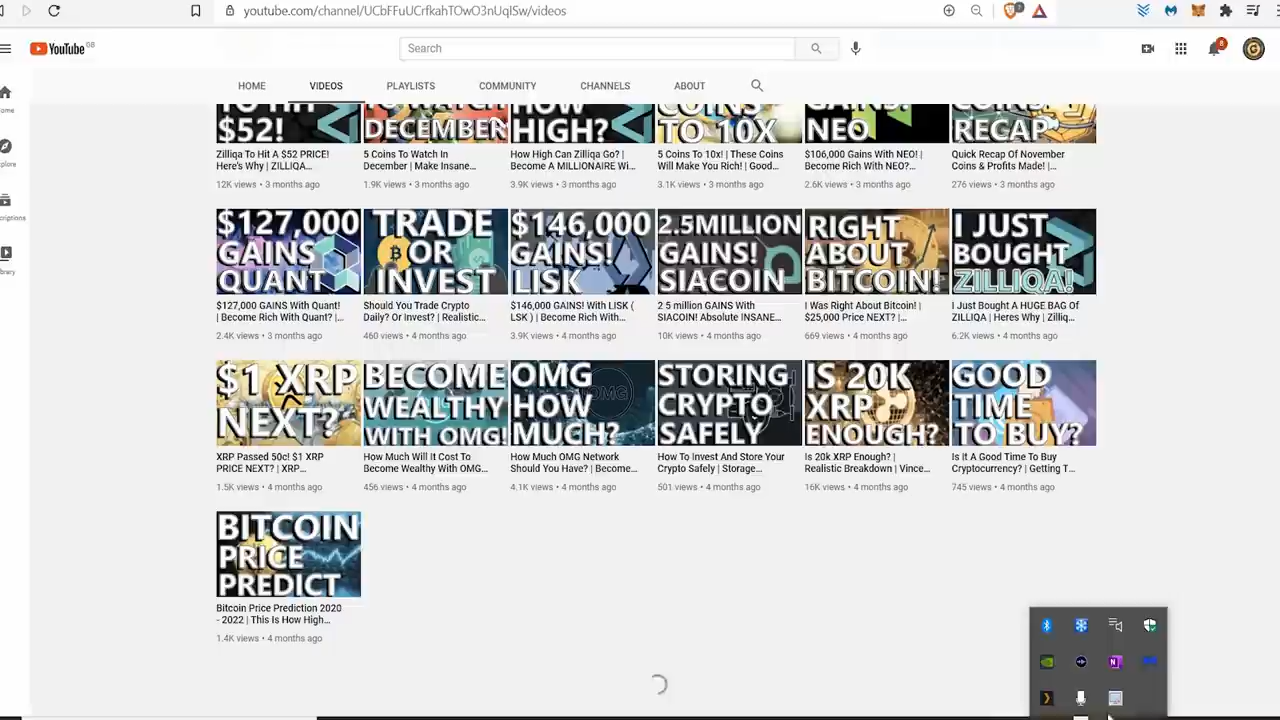 youtube.com/channel/UCbFFuUCrfkahTOwO3nUqISw/videos
YouTube GB
Search
8
HOME VIDEOS PLAYLISTS COMMUNITY CHANNELS ABOUT
$52! DECEMBER HIGH? TO 10X NEO RECAP
Zilliqa To Hit A $52 PRICE! 5 Coins To Watch In How High Can Zilliqa Go? | 5 Coins To 10x! | These Coins $106,000 Gains With NEO! | Quick Recap Of November
Here's Why | ZILLIQA... December | Make Insane... Become A MILLIONAIRE Wi... Will Make You Rich! | Good... Become Rich With NEO?... Coins & Profits Made! |...
12K views • 3 months ago 1.9K views • 3 months ago 3.9K views • 3 months ago 3.1K views • 3 months ago 2.6K views • 3 months ago 276 views • 3 months ago
$127,000 TRADE $146,000 2.5MILLION RIGHT I JUST
GAINS OR GAINS! GAINS! ABOUT BOUGHT
QUANT INVEST LISK SIACOIN BITCOIN! ZILLIQA!
$127,000 GAINS With Quant! Should You Trade Crypto $146,000 GAINS! With LISK ( 2.5 million GAINS With I Was Right About Bitcoin! | I Just Bought A HUGE BAG Of
| Become Rich With Quant? |... Daily? Or Invest? | Realistic... LSK ) | Become Rich With... SIACOIN! Absolute INSANE... $25,000 Price NEXT? |... ZILLIQA | Heres Why | Zilliq...
2.4K views • 3 months ago 460 views • 4 months ago 3.9K views • 4 months ago 10K views • 4 months ago 669 views • 4 months ago 6.2K views • 4 months ago
$1 XRP BECOME OMG STORING IS 20K GOOD
NEXT? WEALTHY HOW CRYPTO XRP TIME
WITH OMG! MUCH? SAFELY ENOUGH? TO BUY?
XRP Passed 50c! $1 XRP How Much Will It Cost To How Much OMG Network How To Invest And Store Your Is 20k XRP Enough? | Is It A Good Time To Buy
PRICE NEXT? | XRP... Become Wealthy With OMG... Should You Have? | Become... Crypto Safely | Storage... Realistic Breakdown | Vince... Cryptocurrency? | Getting T...
1.5K views • 4 months ago 456 views • 4 months ago 4.1K views • 4 months ago 501 views • 4 months ago 16K views • 4 months ago 745 views • 4 months ago
BITCOIN
PRICE
PREDICT
Bitcoin Price Prediction 2020
- 2022 | This Is How High...
1.4K views • 4 months ago